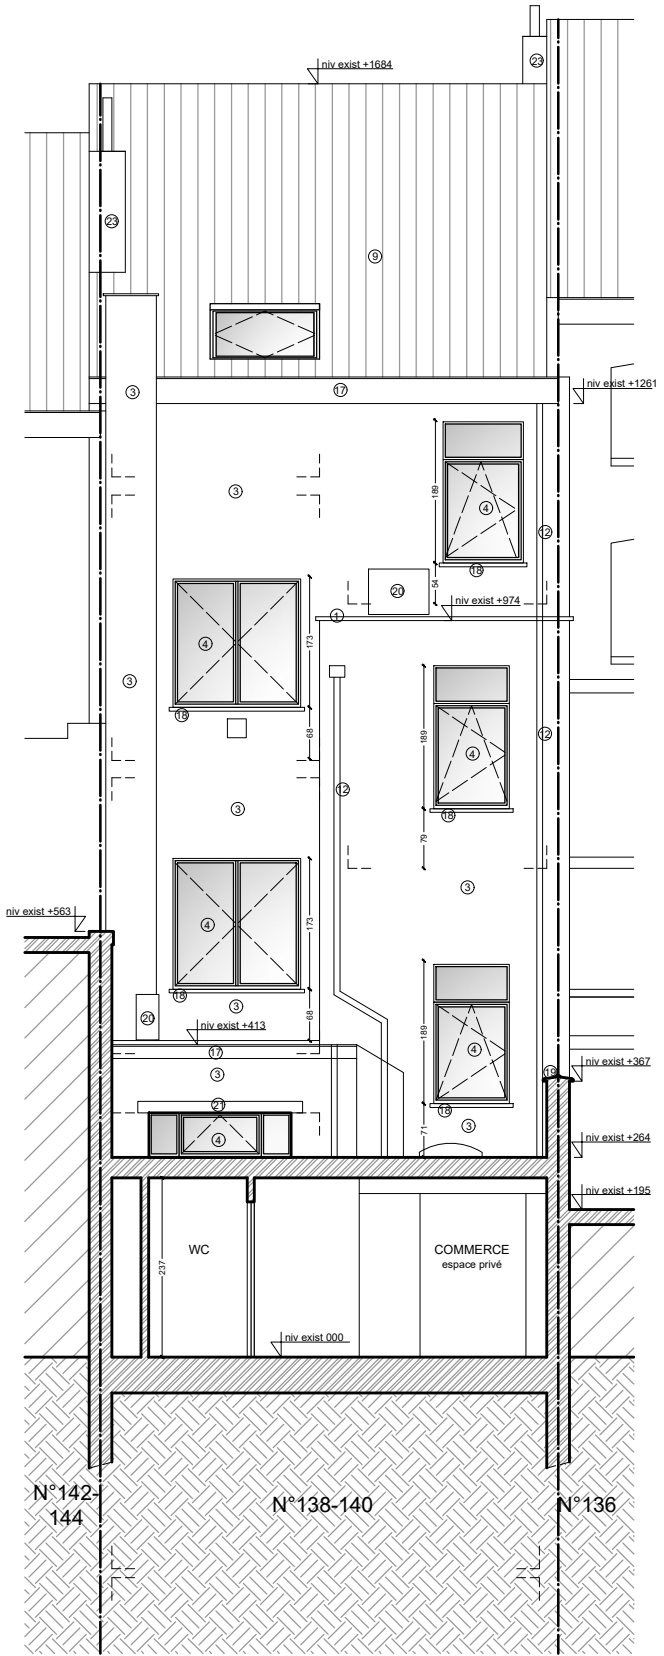 niv exist +1684
23
23
9
3
17
niv exist +1261
189
3
4
12
18
54
20
niv exist +974
1
173
4
3
18
68
12
189
4
12
18
79
3
3
173
4
niv exist +563
18
3
68
20
niv exist +413
17
3
189
4
18
19
niv exist +367
21
4
3
71
niv exist +264
niv exist +195
WC
COMMERCE
espace privé
237
niv exist 000
N°142-
144
N°138-140
N°136